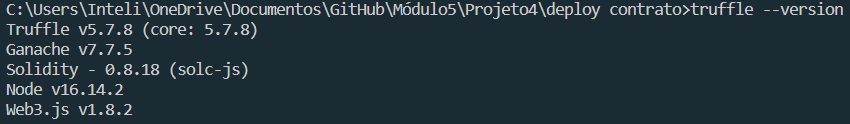 C:\Users\Inteli\OneDrive\Documentos\GitHub\Módulo5\Projeto4\deploy contrato>truffle --version
Truffle v5.7.8 (core: 5.7.8)
Ganache v7.7.5
Solidity - 0.8.18 (solc-js)
Node v16.14.2
Web3.js v1.8.2